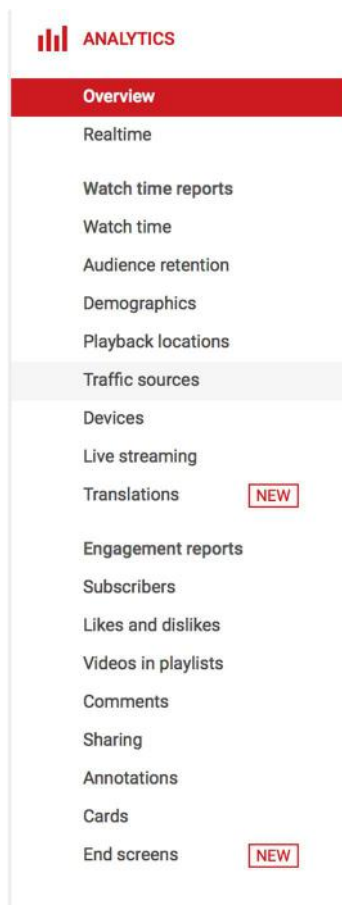 ANALYTICS
Overview
Realtime
Watch time reports
Watch time
Audience retention
Demographics
Playback locations
Traffic sources
Devices
Live streaming
Translations NEW
Engagement reports
Subscribers
Likes and dislikes
Videos in playlists
Comments
Sharing
Annotations
Cards
End screens NEW